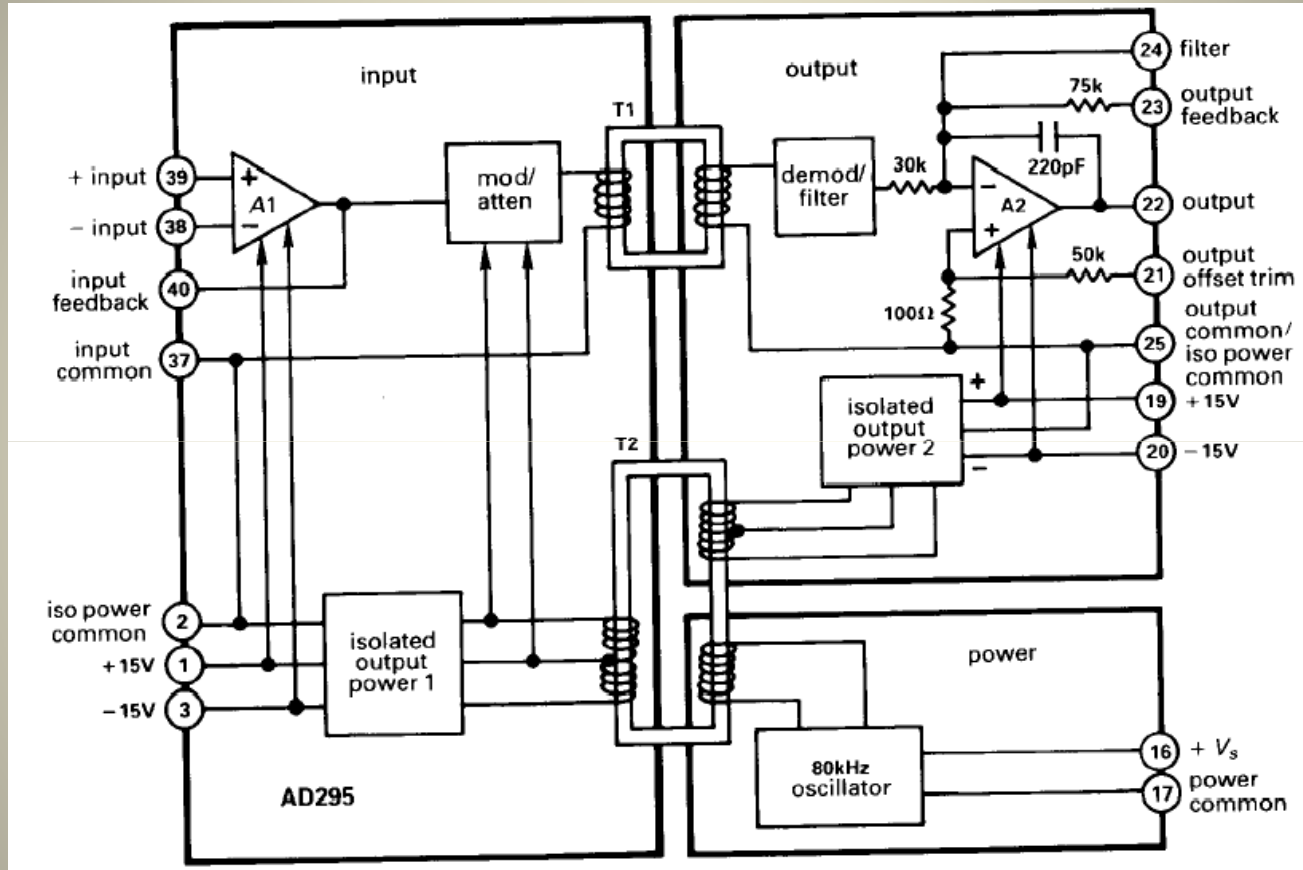 input
T1
+ input
39
+
A1
− input
38
−
mod/
atten
input
feedback
40
input
common
37
iso power
common
2
+15V
1
−15V
3
isolated
output
power 1
AD295
T2
output
24
filter
75k
23
output
feedback
demod/
filter
30k
220pF
−
A2
+
22
output
50k
21
output
offset trim
100Ω
25
output
common/
iso power
common
isolated
output
power 2
+
−
19
+15V
20
−15V
power
80kHz
oscillator
16
+ Vs
17
power
common